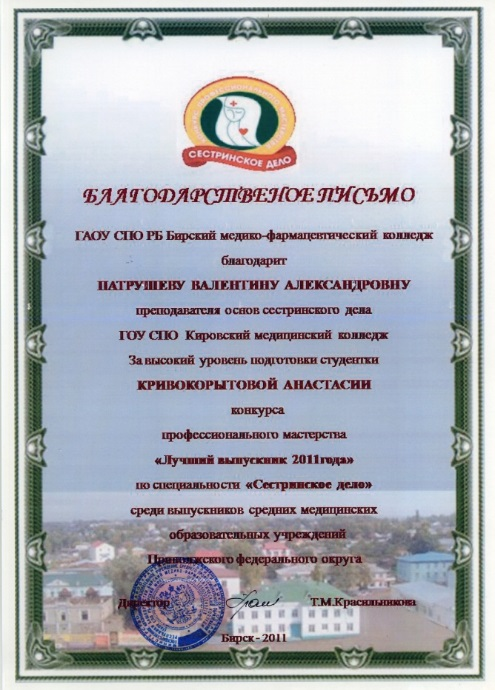 СЕСТРИНСКОЕ ДЕЛО
БЛАГОДАРСТВЕНОЕ ПИСЬМО
ГАОУ СПО РБ Бирский медико-фармацевтический колледж
благодарит
ПАТРУШЕВУ ВАЛЕНТИНУ АЛЕКСАНДРОВНУ
преподавателя основ сестринского дела
ГОУ СПО Кировский медицинский колледж
За высокий уровень подготовки студентки
КРИВОКОРЫТОВОЙ АНАСТАСИИ
конкурса
профессионального мастерства
«Лучший выпускник 2011года»
по специальности «Сестринское дело»
среди выпускников средних медицинских
образовательных учреждений
Приволжского федерального округа
Директор Т.М.Красильникова
Бирск - 2011